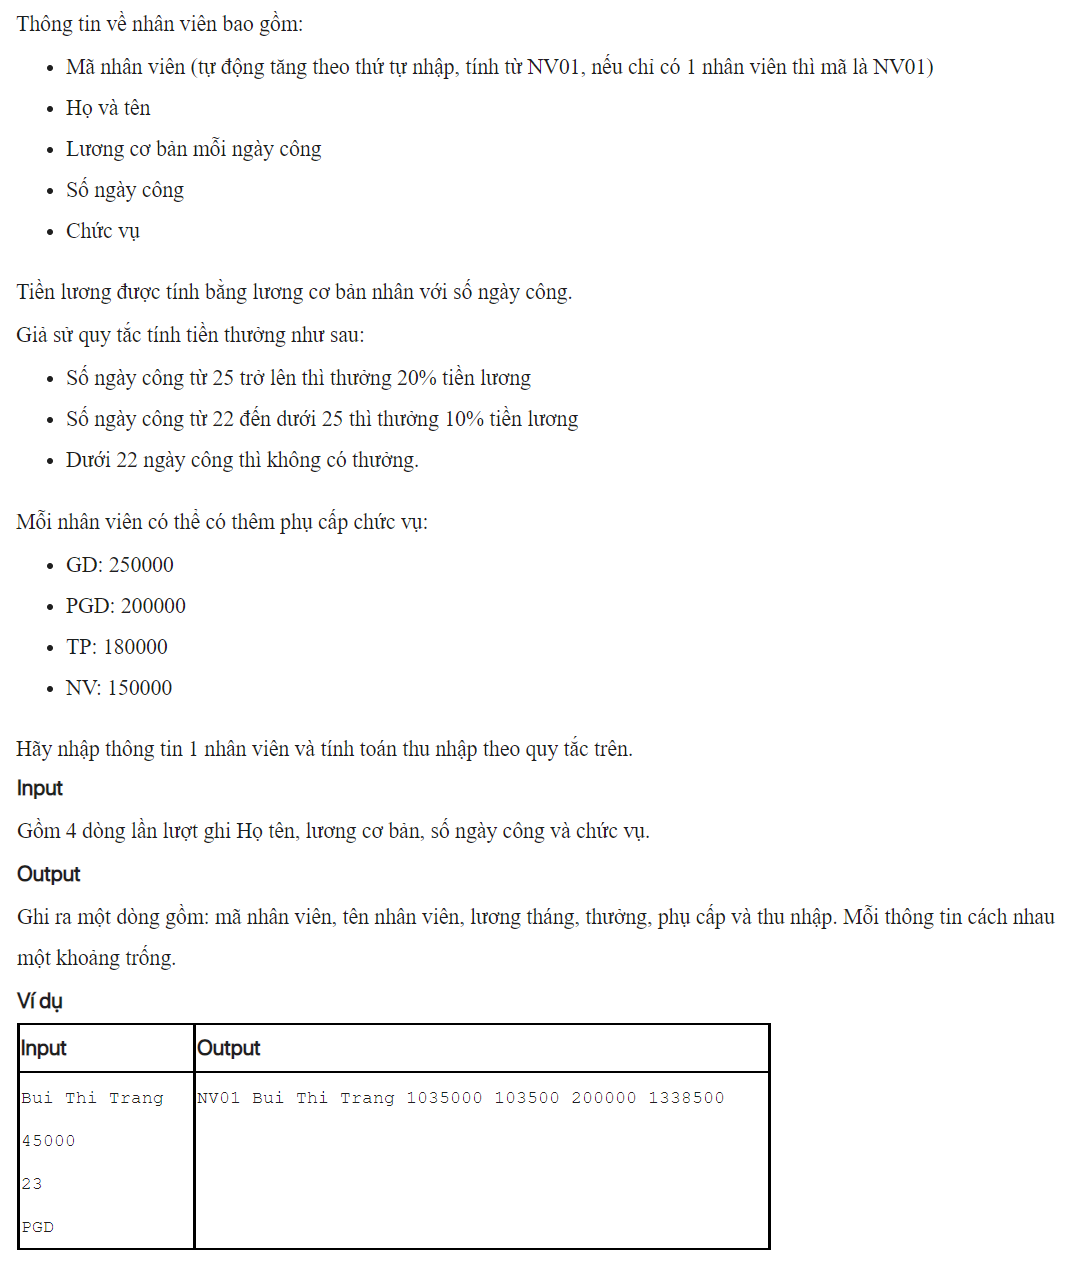 Thông tin về nhân viên bao gồm:
• Mã nhân viên (tự động tăng theo thứ tự nhập, tính từ NV01, nếu chỉ có 1 nhân viên thì mã là NV01)
• Họ và tên
• Lương cơ bản mỗi ngày công
• Số ngày công
• Chức vụ
Tiền lương được tính bằng lương cơ bản nhân với số ngày công.
Giả sử quy tắc tính tiền thưởng như sau:
• Số ngày công từ 25 trở lên thì thưởng 20% tiền lương
• Số ngày công từ 22 đến dưới 25 thì thưởng 10% tiền lương
• Dưới 22 ngày công thì không có thưởng.
Mỗi nhân viên có thể có thêm phụ cấp chức vụ:
• GD: 250000
• PGD: 200000
• TP: 180000
• NV: 150000
Hãy nhập thông tin 1 nhân viên và tính toán thu nhập theo quy tắc trên.
Input
Gồm 4 dòng lần lượt ghi Họ tên, lương cơ bản, số ngày công và chức vụ.
Output
Ghi ra một dòng gồm: mã nhân viên, tên nhân viên, lương tháng, thưởng, phụ cấp và thu nhập. Mỗi thông tin cách nhau
một khoảng trống.
Ví dụ
Input Output
Bui Thi Trang NV01 Bui Thi Trang 1035000 103500 200000 1338500
45000
23
PGD